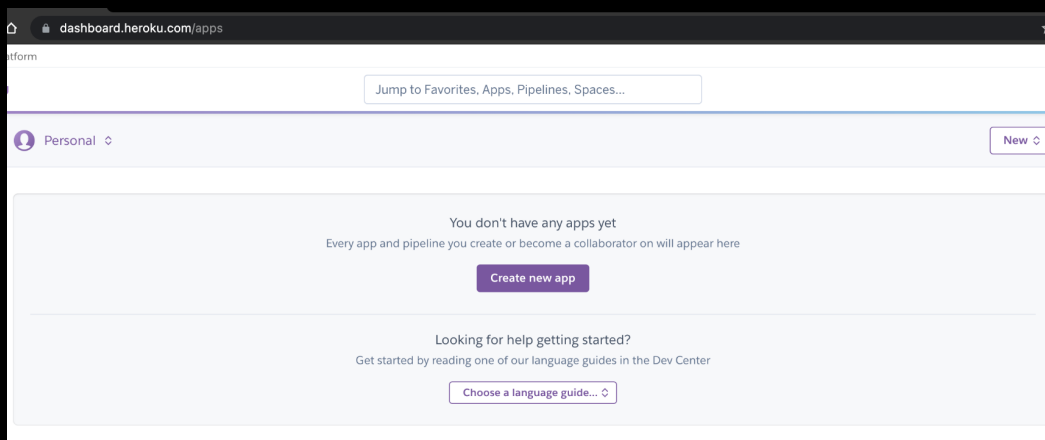 dashboard.heroku.com/apps
Jump to Favorites, Apps, Pipelines, Spaces...
Personal
New
You don't have any apps yet
Every app and pipeline you create or become a collaborator on will appear here
Create new app
Looking for help getting started?
Get started by reading one of our language guides in the Dev Center
Choose a language guide...